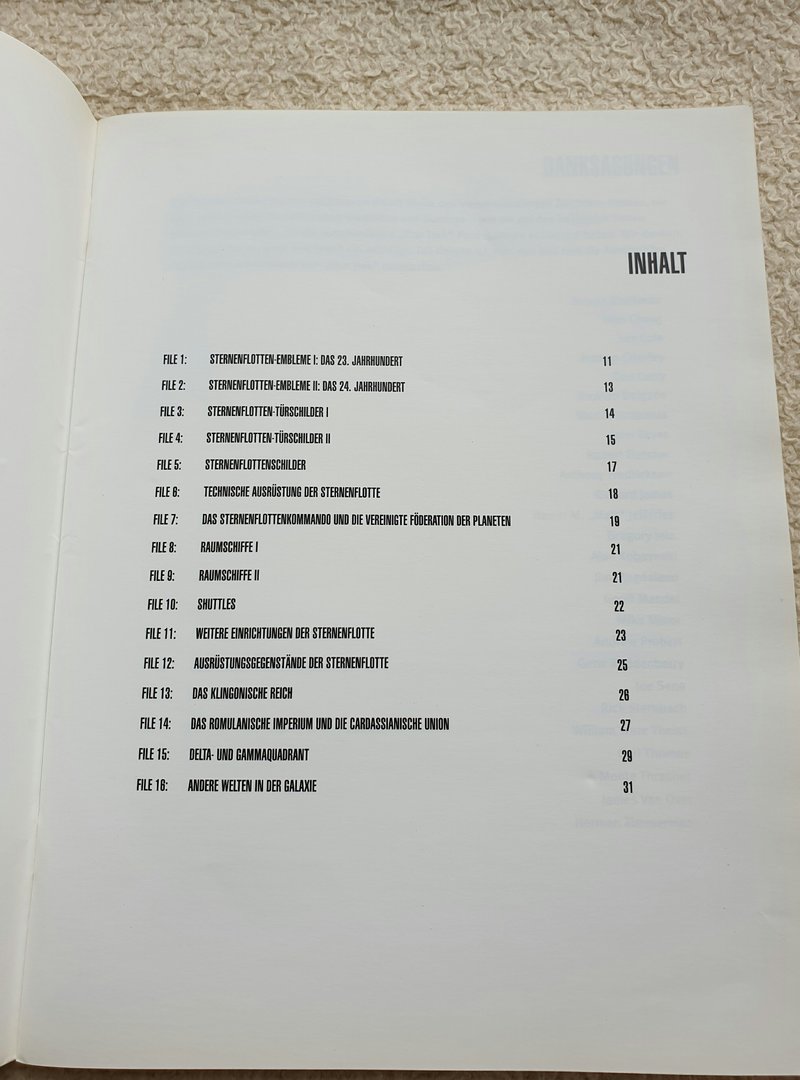 INHALT
FILE 1: STERNENFLOTTEN-EMBLEME I: DAS 23. JAHRHUNDERT 11
FILE 2: STERNENFLOTTEN-EMBLEME II: DAS 24. JAHRHUNDERT 13
FILE 3: STERNENFLOTTEN-TÜRSCHILDER I 14
FILE 4: STERNENFLOTTEN-TÜRSCHILDER II 15
FILE 5: STERNENFLOTTENSCHILDER 17
FILE 6: TECHNISCHE AUSRÜSTUNG DER STERNENFLOTTE 18
FILE 7: DAS STERNENFLOTTENKOMMANDO UND DIE VEREINIGTE FÖDERATION DER PLANETEN 19
FILE 8: RAUMSCHIFFE I 21
FILE 9: RAUMSCHIFFE II 21
FILE 10: SHUTTLES 22
FILE 11: WEITERE EINRICHTUNGEN DER STERNENFLOTTE 23
FILE 12: AUSRÜSTUNGSGEGENSTÄNDE DER STERNENFLOTTE 25
FILE 13: DAS KLINGONISCHE REICH 26
FILE 14: DAS ROMULANISCHE IMPERIUM UND DIE CARDASSIANISCHE UNION 27
FILE 15: DELTA- UND GAMMAQUADRANT 29
FILE 16: ANDERE WELTEN IN DER GALAXIE 31